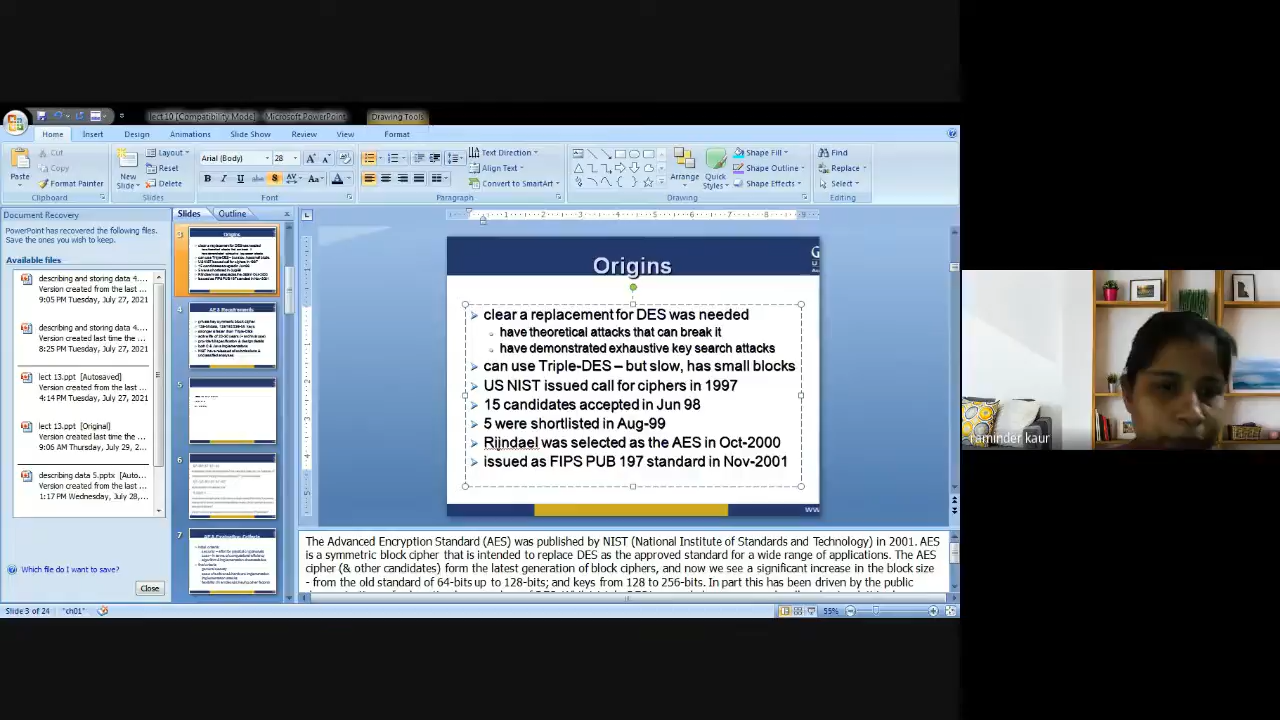 lect 10 [Compatibility Mode] - Microsoft PowerPoint
Drawing Tools
Home Insert Design Animations Slide Show Review View Format
Paste
Cut
Copy
Format Painter
Clipboard
New Slide
Layout
Reset
Delete
Slides
Arial (Body) 28
Font
Paragraph
Text Direction
Align Text
Convert to SmartArt
Arrange
Quick Styles
Shape Fill
Shape Outline
Shape Effects
Drawing
Find
Replace
Select
Editing
Document Recovery
PowerPoint has recovered the following files.
Save the ones you wish to keep.
Available files
describing and storing data 4....
Version created from the last ...
9:05 PM Tuesday, July 27, 2021
describing and storing data 4....
Version created from the last ...
8:25 PM Tuesday, July 27, 2021
lect 13.ppt [Autosaved]
Version created from the last ...
4:14 PM Tuesday, July 27, 2021
lect 13.ppt [Original]
Version created last time the ...
9:06 AM Thursday, July 29, 2...
describing data 5.pptx [Auto...
Version created from the last ...
1:17 PM Wednesday, July 28,...
Which file do I want to save?
Close
Slides Outline
3
Origins
4
AES Requirements
5
6
7
AES Evaluation Criteria
Origins
clear a replacement for DES was needed
have theoretical attacks that can break it
have demonstrated exhaustive key search attacks
can use Triple-DES – but slow, has small blocks
US NIST issued call for ciphers in 1997
15 candidates accepted in Jun 98
5 were shortlisted in Aug-99
Rijndael was selected as the AES in Oct-2000
issued as FIPS PUB 197 standard in Nov-2001
The Advanced Encryption Standard (AES) was published by NIST (National Institute of Standards and Technology) in 2001. AES
is a symmetric block cipher that is intended to replace DES as the approved standard for a wide range of applications. The AES
cipher (& other candidates) form the latest generation of block ciphers, and now we see a significant increase in the block size
- from the old standard of 64-bits up to 128-bits; and keys from 128 to 256-bits. In part this has been driven by the public
Slide 3 of 24
"ch01"
55%
raminder kaur